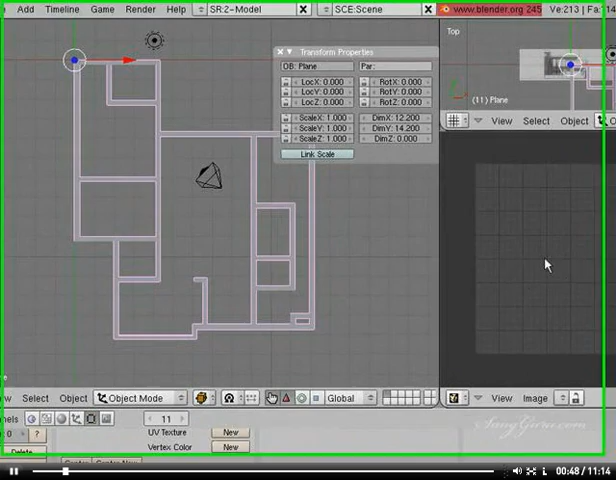 Add Timeline Game Render Help SR:2-Model SCE:Scene www.blender.org 245 Ve:213 | Fa:114
Transform Properties
OB: Plane Par:
LocX: 0.000 RotX: 0.000
LocY: 0.000 RotY: 0.000
LocZ: 0.000 RotZ: 0.000
ScaleX: 1.000 DimX: 12.200
ScaleY: 1.000 DimY: 14.200
ScaleZ: 1.000 DimZ: 0.000
Link Scale
Top
(11) Plane
View Select Object
Select Object Object Mode Global
View Image
11
UV Texture New
Vertex Color New
00:48 / 11:14